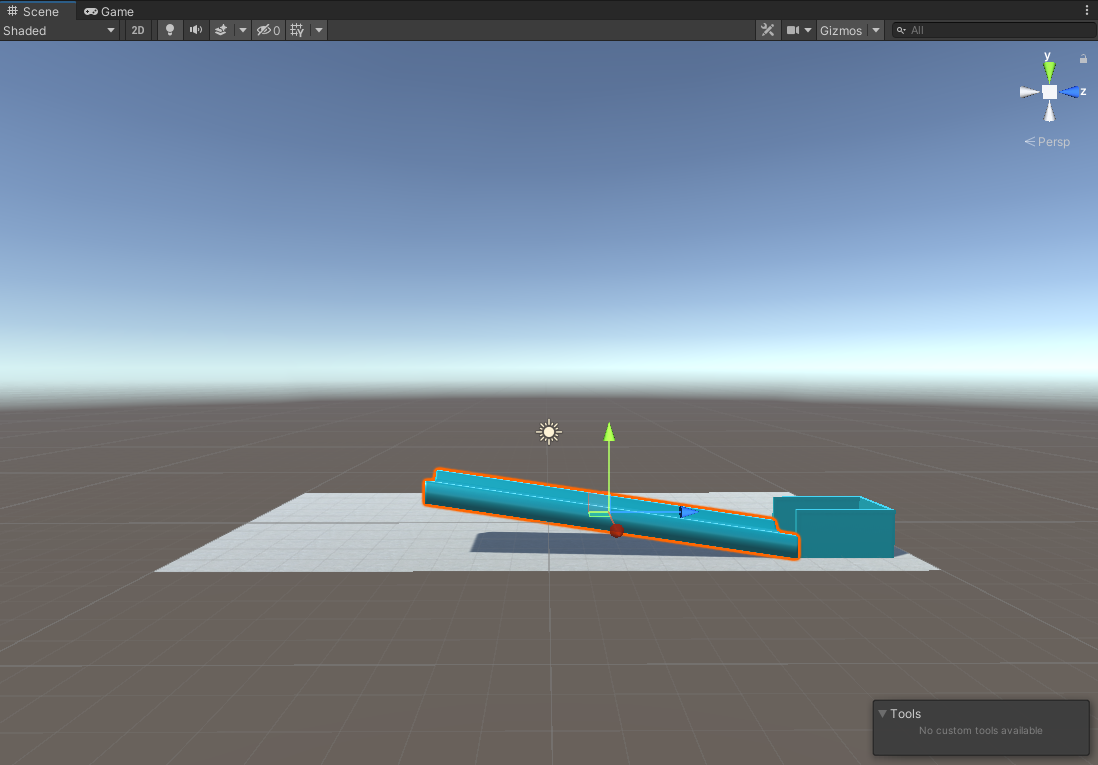 Scene Game
Shaded 2D 0 Gizmos All
y
z
Persp
Tools
No custom tools available